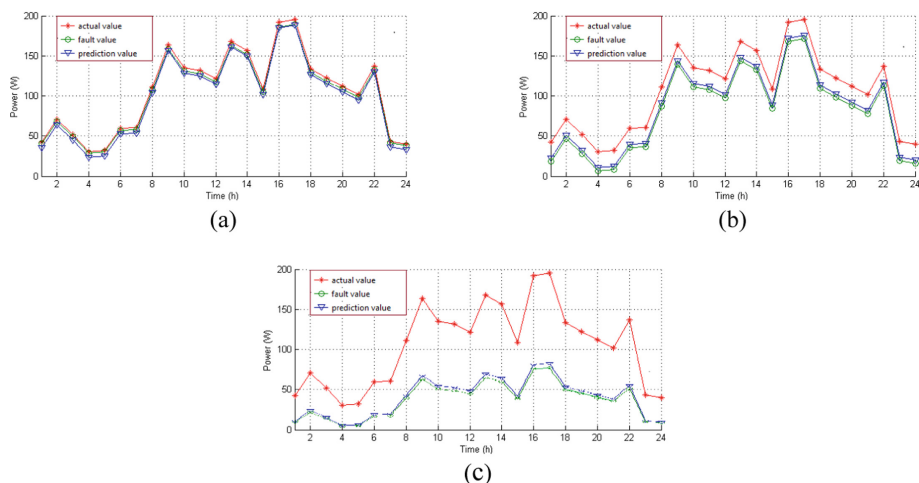 200
150
100
50
0
Power (W)
actual value
fault value
prediction value
2 4 6 8 10 12 14 16 18 20 22 24
Time (h)
(a)
200
150
100
50
0
Power (W)
actual value
fault value
prediction value
2 4 6 8 10 12 14 16 18 20 22 24
Time (h)
(b)
200
150
100
50
0
Power (W)
actual value
fault value
prediction value
2 4 6 8 10 12 14 16 18 20 22 24
Time (h)
(c)